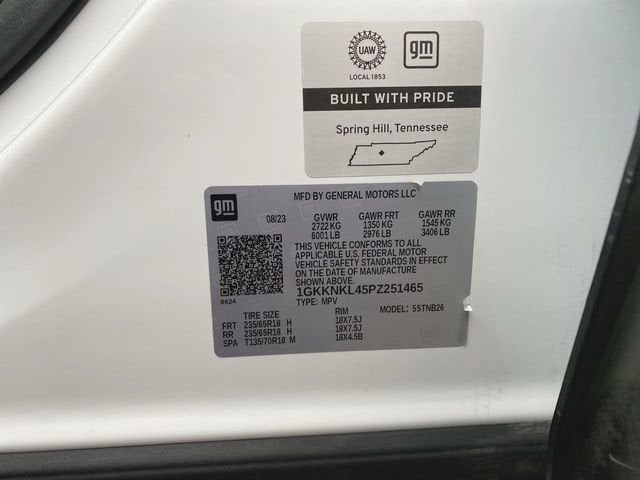 UAW
gm
LOCAL 1853
BUILT WITH PRIDE
Spring Hill, Tennessee
gm
MFD BY GENERAL MOTORS LLC
08/23 GVWR GAWR FRT GAWR RR
2722 KG 1350 KG 1545 KG
6001 LB 2976 LB 3406 LB
THIS VEHICLE CONFORMS TO ALL
APPLICABLE U.S. FEDERAL MOTOR
VEHICLE SAFETY STANDARDS IN EFFECT
ON THE DATE OF MANUFACTURE
SHOWN ABOVE.
1GKKNKL45PZ251465
B624
TYPE: MPV MODEL: 55TNB26
TIRE SIZE RIM
FRT 235/65R18 H 18X7.5J
RR 235/65R18 H 18X7.5J
SPA T135/70R18 M 18X4.5B